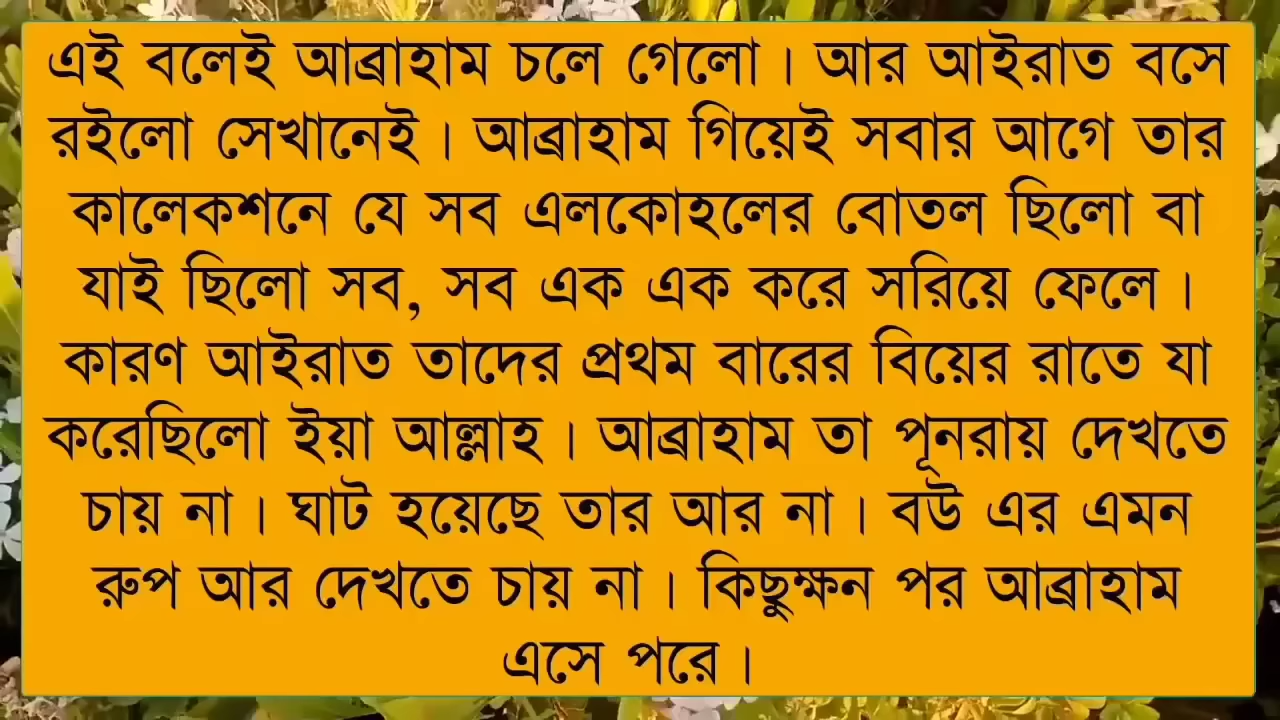 এই বলেই আব্রাহাম চলে গেলো। আর আইরাত বসে
রইলো সেখানেই। আব্রাহাম গিয়েই সবার আগে তার
কালেকশনে যে সব এলকোহলের বোতল ছিলো বা
যাই ছিলো সব, সব এক এক করে সরিয়ে ফেলে।
কারণ আইরাত তাদের প্রথম বারের বিয়ের রাতে যা
করেছিলো ইয়া আল্লাহ। আব্রাহাম তা পূনরায় দেখতে
চায় না। ঘাট হয়েছে তার আর না। বউ এর এমন
রুপ আর দেখতে চায় না। কিছুক্ষন পর আব্রাহাম
এসে পরে।